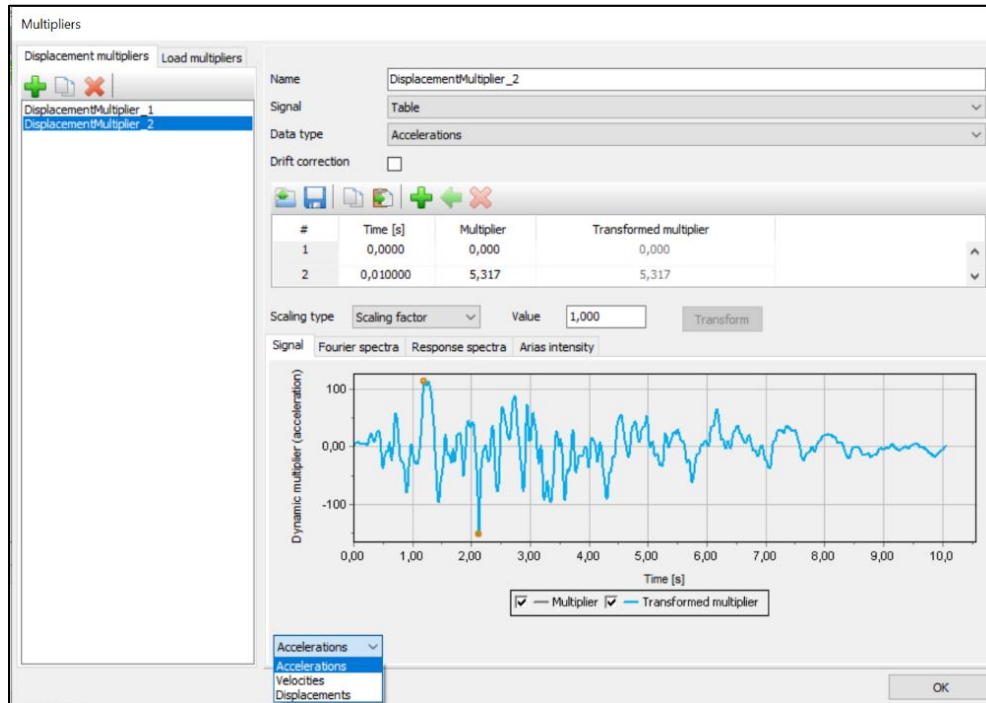 Multipliers
Displacement multipliers Load multipliers
DisplacementMultiplier_1
DisplacementMultiplier_2
Name DisplacementMultiplier_2
Signal Table
Data type Accelerations
Drift correction
# Time [s] Multiplier Transformed multiplier
1 0,0000 0,000 0,000
2 0,010000 5,317 5,317
Scaling type Scaling factor Value 1,000 Transform
Signal Fourier spectra Response spectra Arias intensity
Dynamic multiplier (acceleration)
100
0,00
-100
0,00 1,00 2,00 3,00 4,00 5,00 6,00 7,00 8,00 9,00 10,0
Time [s]
Multiplier Transformed multiplier
Accelerations
Accelerations
Velocities
Displacements
OK